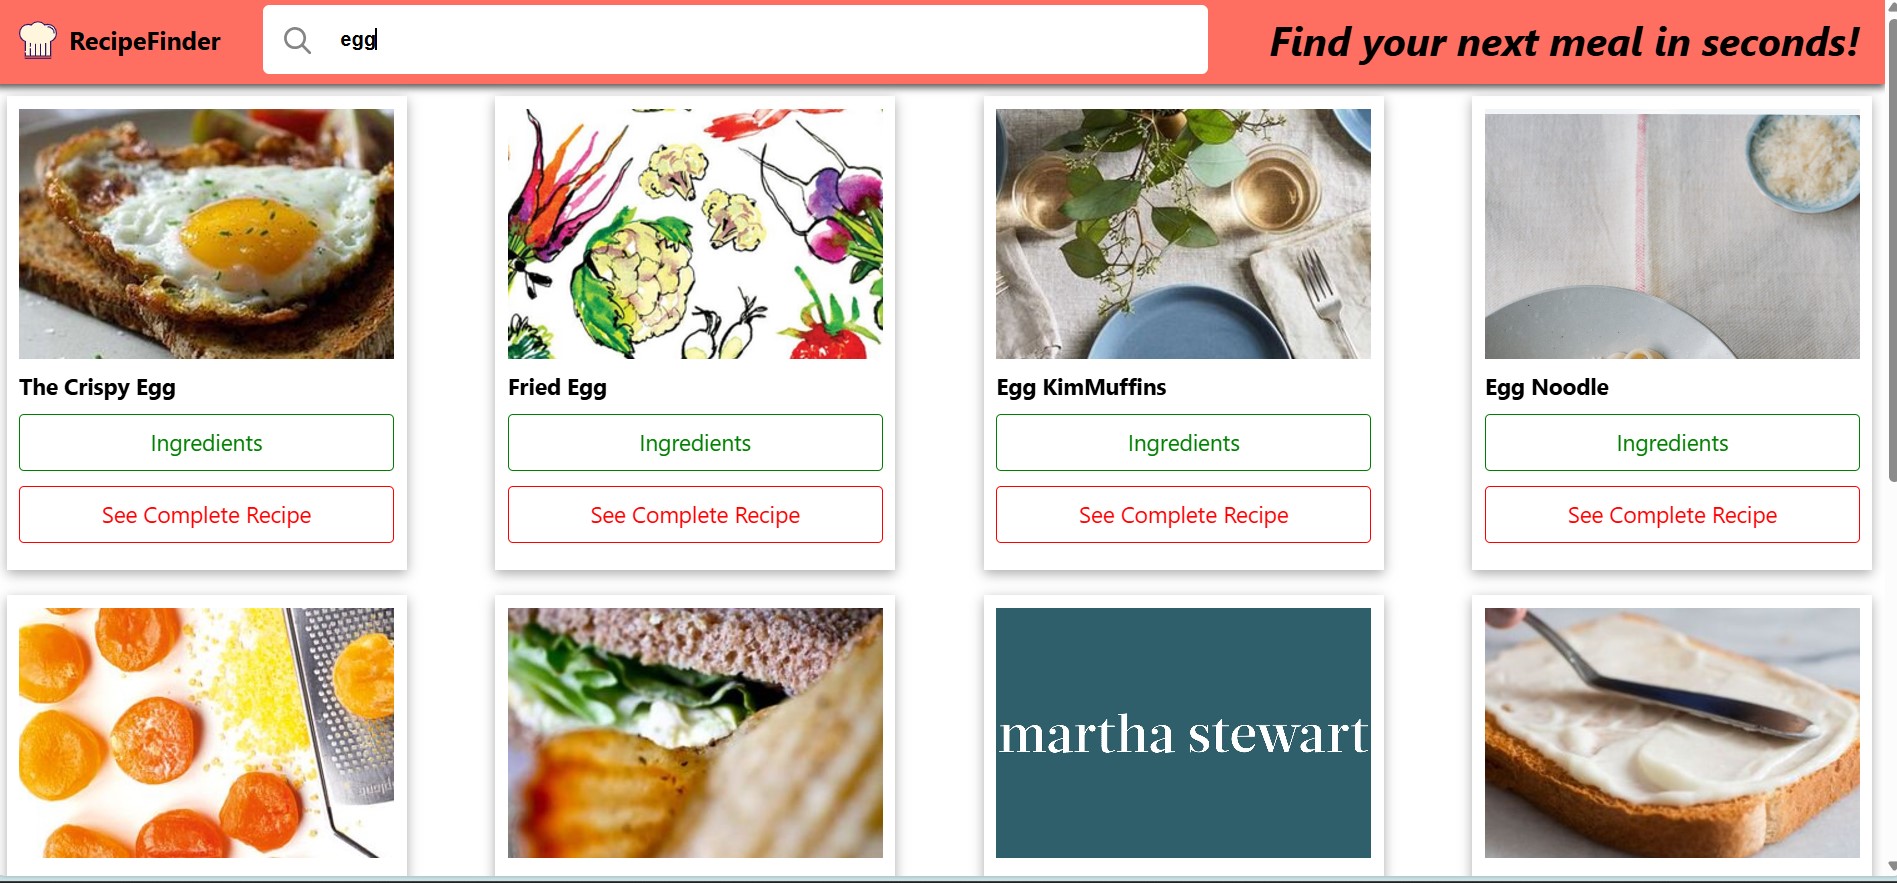 RecipeFinder
egg
Find your next meal in seconds!
The Crispy Egg
Fried Egg
Egg KimMuffins
Egg Noodle
Ingredients
Ingredients
Ingredients
Ingredients
See Complete Recipe
See Complete Recipe
See Complete Recipe
See Complete Recipe
martha stewart